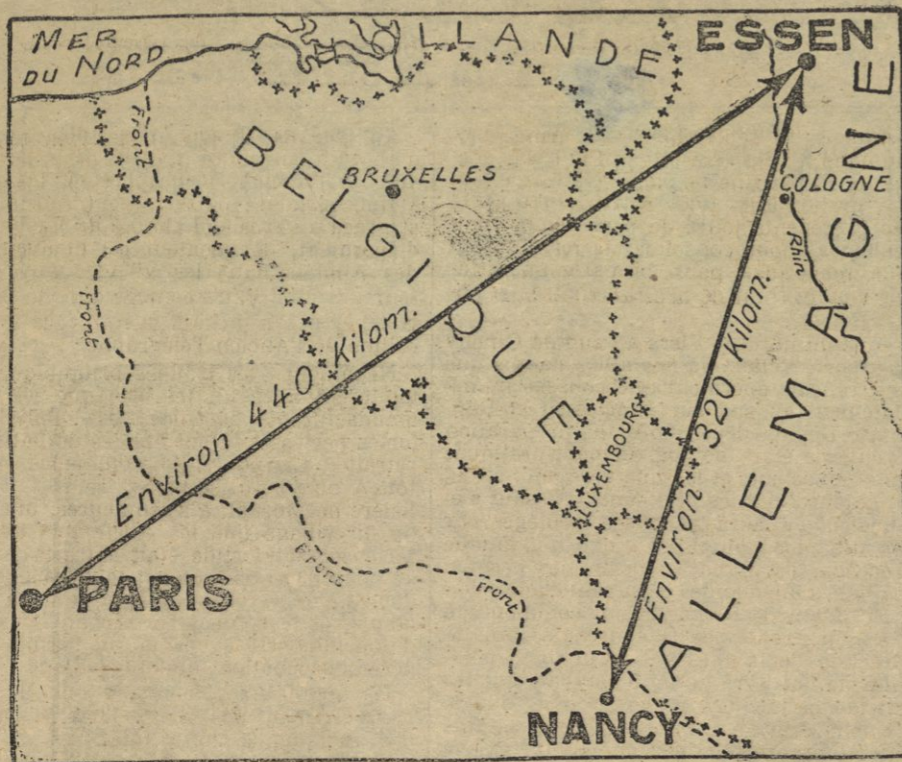 MER
DU NORD
LLANDE
ESSEN
Front
BELGIQUE
BRUXELLES
COLOGNE
Rhin
Front
Environ 440 Kilom.
Environ 320 Kilom.
ALLEMAGNE
LUXEMBOURG
Front
Front
PARIS
NANCY